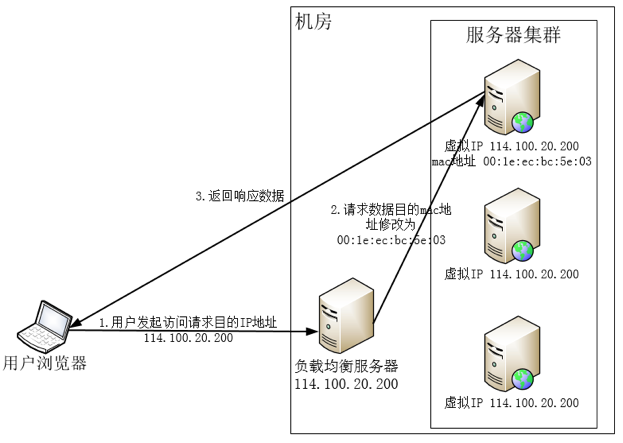 机房
服务器集群
虚拟IP 114.100.20.200
mac地址 00:1e:ec:bc:5e:03
3.返回响应数据
2.请求数据目的mac地
址修改为
00:1e:ec:bc:5e:03
虚拟IP 114.100.20.200
1.用户发起访问请求目的IP地址
114.100.20.200
用户浏览器
负载均衡服务器
114.100.20.200
虚拟IP 114.100.20.200